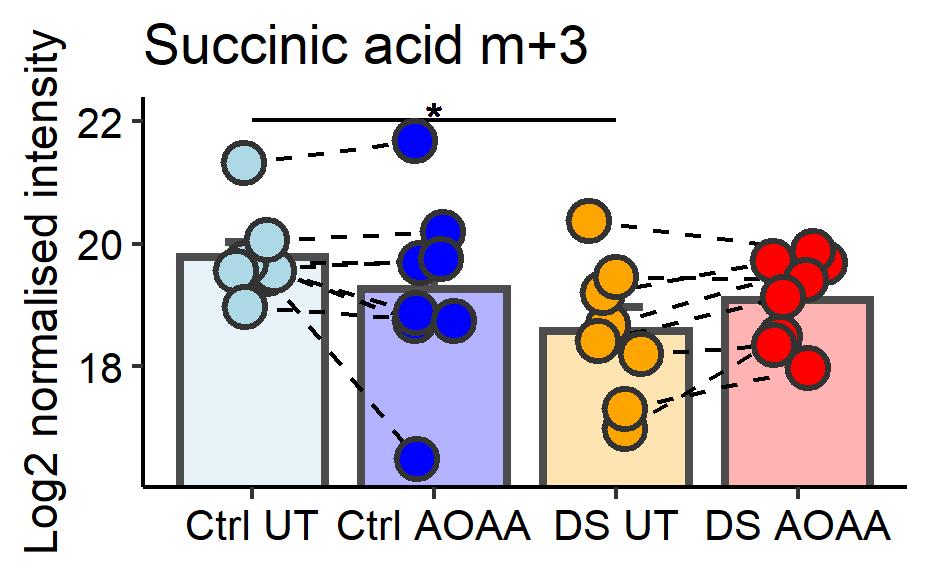 Succinic acid m+3
Log2 normalised intensity
22
20
18
*
Ctrl UT
Ctrl AOAA
DS UT
DS AOAA